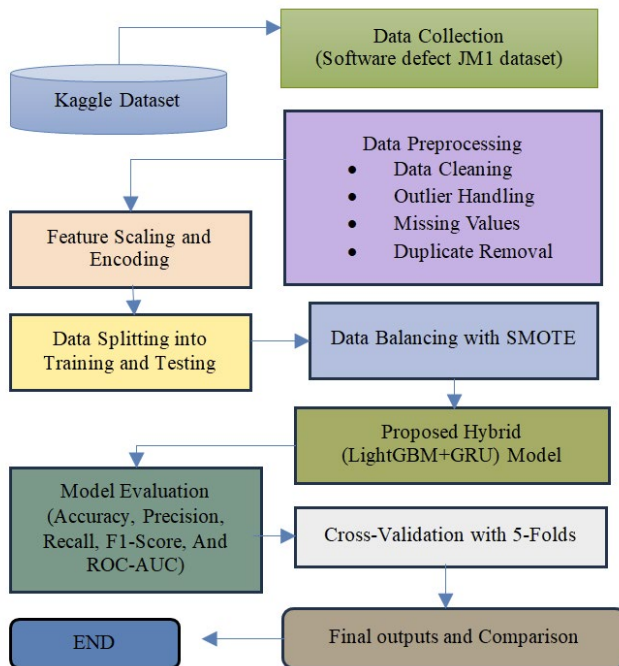 Kaggle Dataset
Data Collection
(Software defect JM1 dataset)
Data Preprocessing
• Data Cleaning
• Outlier Handling
• Missing Values
• Duplicate Removal
Feature Scaling and
Encoding
Data Splitting into
Training and Testing
Data Balancing with SMOTE
Proposed Hybrid
(LightGBM+GRU) Model
Model Evaluation
(Accuracy, Precision,
Recall, F1-Score, And
ROC-AUC)
Cross-Validation with 5-Folds
Final outputs and Comparison
END